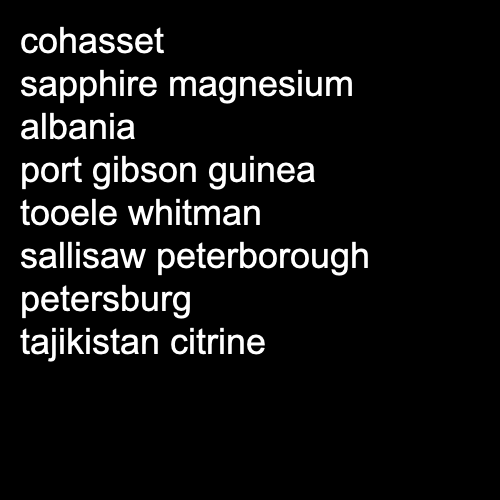 cohasset
sapphire magnesium
albania
port gibson guinea
tooele whitman
sallisaw peterborough
petersburg
tajikistan citrine